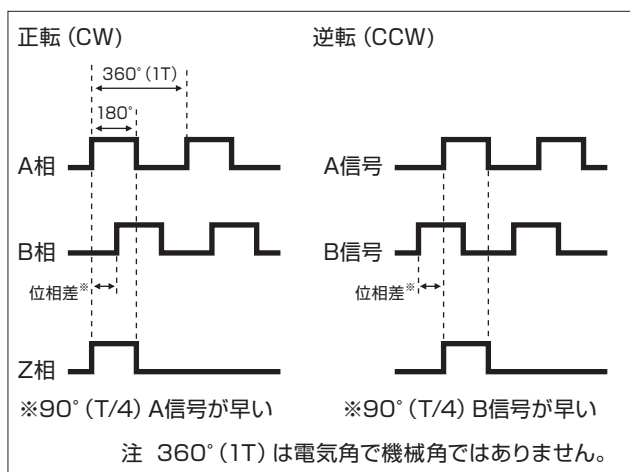 正転 (CW)
360°(1T)
180°
A相
B相
位相差※
Z相
※90°(T/4) A信号が早い
逆転 (CCW)
A信号
B信号
位相差※
※90°(T/4) B信号が早い
注 360°(1T) は電気角で機械角ではありません。